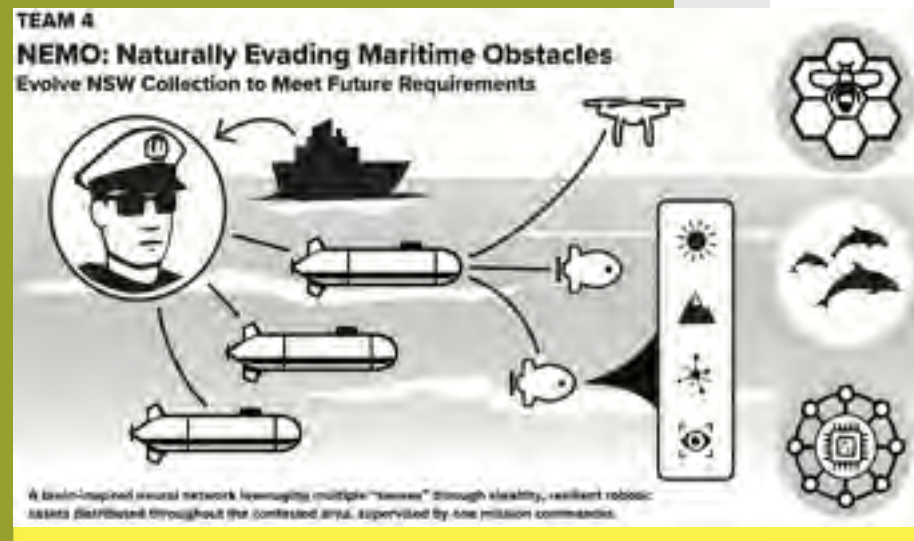 TEAM 4
NEMO: Naturally Evading Maritime Obstacles
Evolve NSW Collection to Meet Future Requirements
A brain-inspired neural network leveraging multiple "senses" through stealthy, resilient robotic
assets distributed throughout the contested area, supervised by one mission commander.